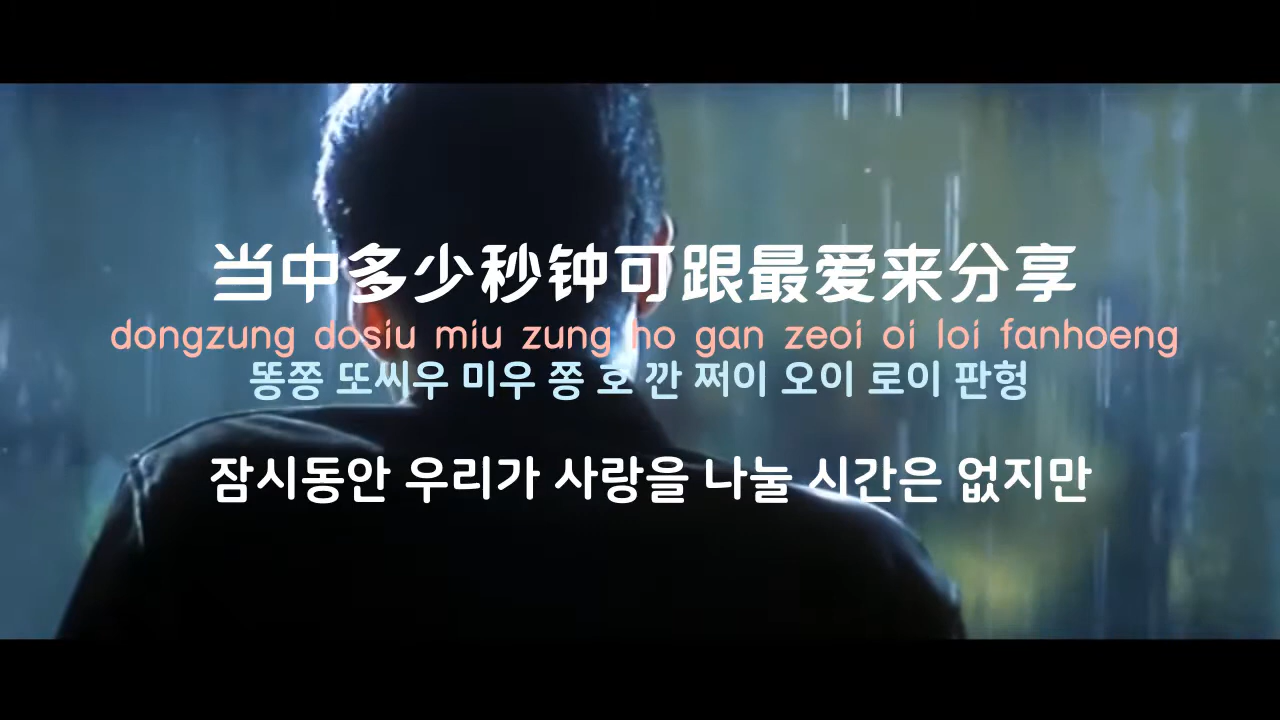 当中多少秒钟可跟最爱来分享
dongzung dosiu miu zung ho gan zeoi oi loi fanhoeng
똥쫑 또씨우 미우 쫑 호 깐 쩌이 오이 로이 판헝
잠시동안 우리가 사랑을 나눌 시간은 없지만